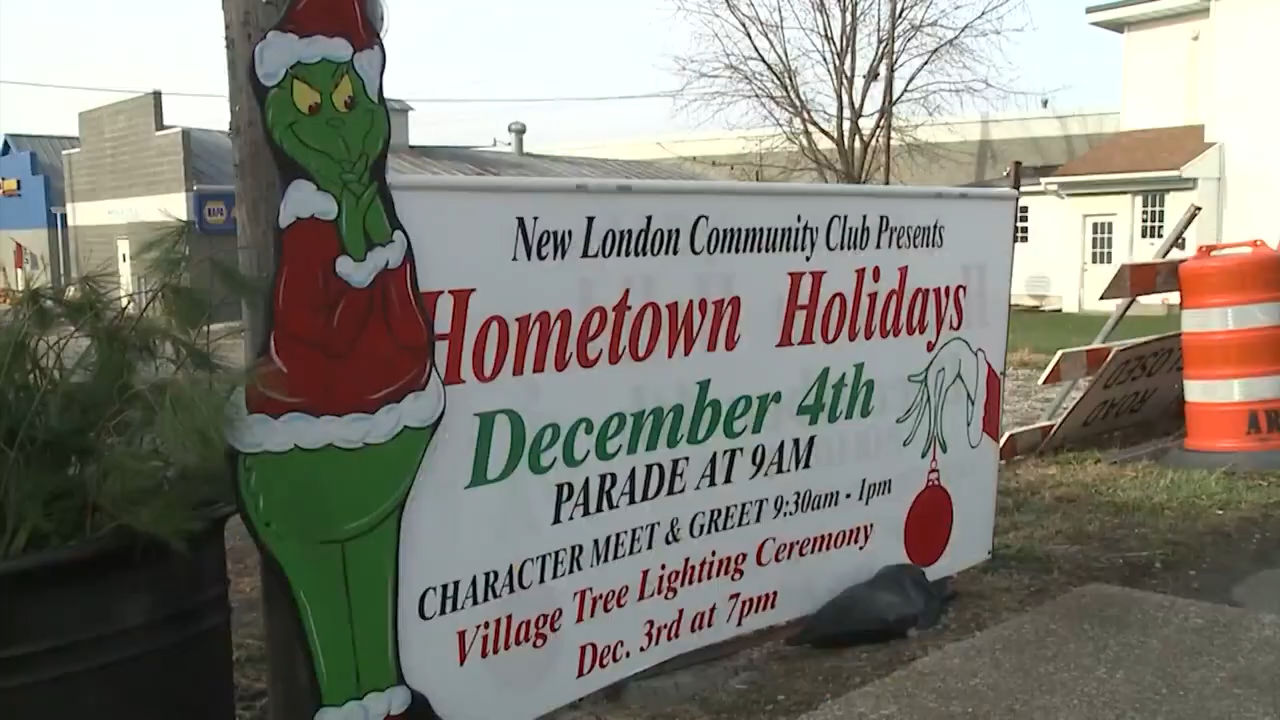 New London Community Club Presents
Hometown Holidays
December 4th
PARADE AT 9AM
CHARACTER MEET & GREET 9:30am - 1pm
Village Tree Lighting Ceremony
Dec. 3rd at 7pm
NAPA
ROAD
CLOSED